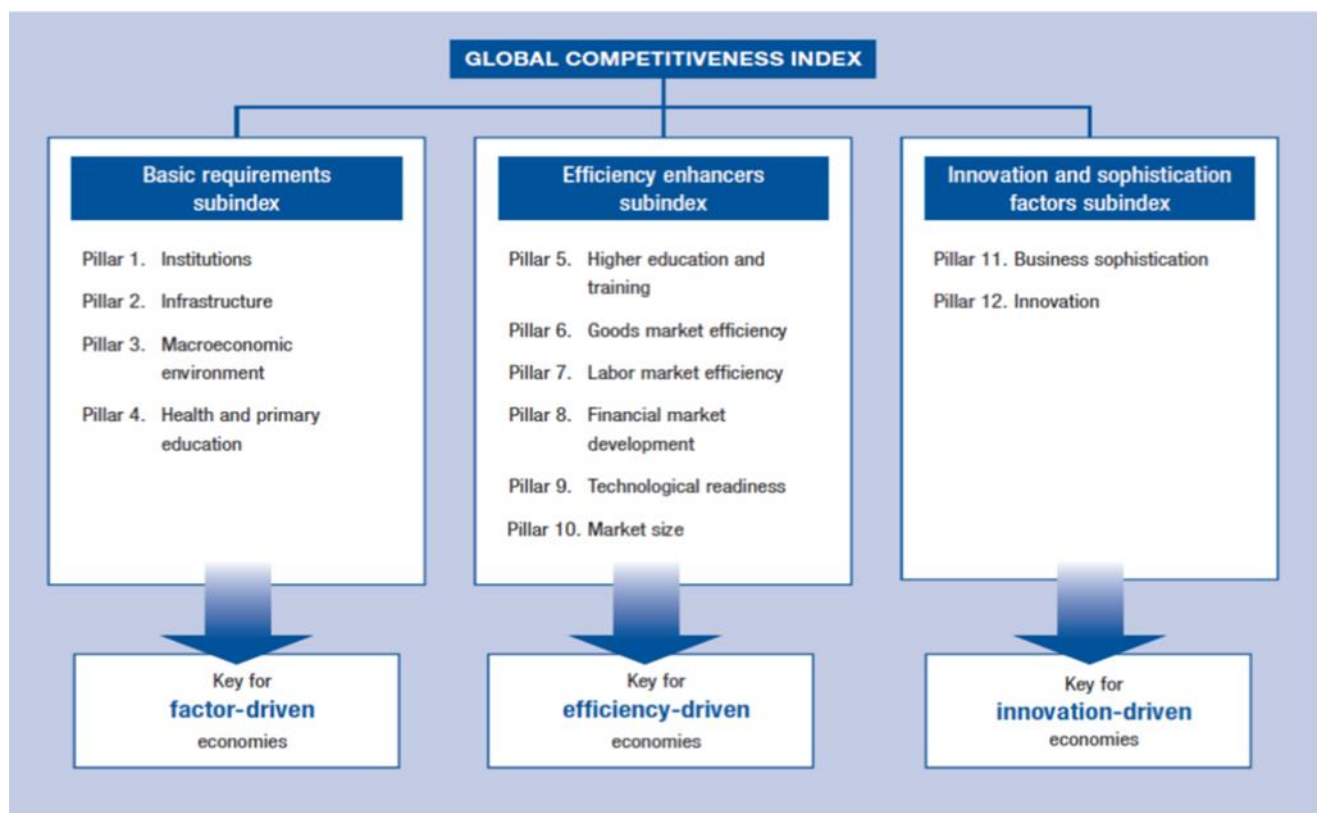 GLOBAL COMPETITIVENESS INDEX
Basic requirements
subindex
Pillar 1. Institutions
Pillar 2. Infrastructure
Pillar 3. Macroeconomic
environment
Pillar 4. Health and primary
education
Key for
factor-driven
economies
Efficiency enhancers
subindex
Pillar 5. Higher education and
training
Pillar 6. Goods market efficiency
Pillar 7. Labor market efficiency
Pillar 8. Financial market
development
Pillar 9. Technological readiness
Pillar 10. Market size
Key for
efficiency-driven
economies
Innovation and sophistication
factors subindex
Pillar 11. Business sophistication
Pillar 12. Innovation
Key for
innovation-driven
economies